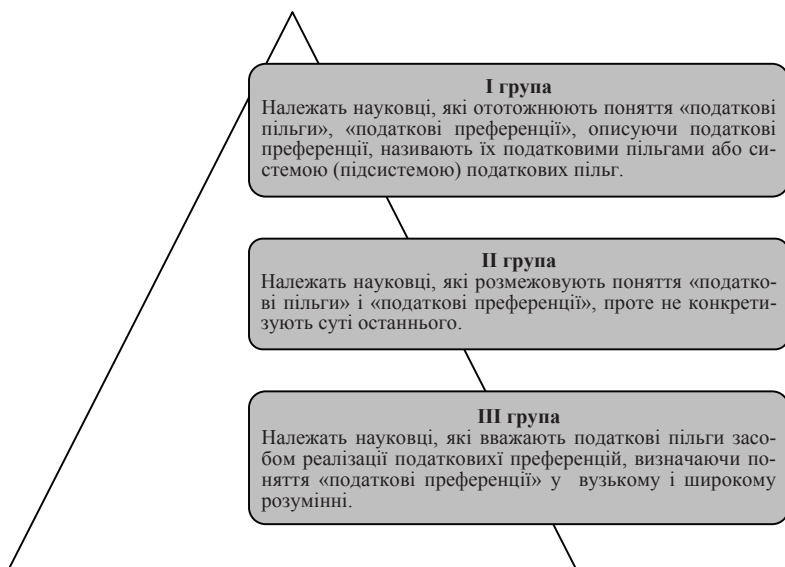 І група
Належать науковці, які ототожнюють поняття «податкові
пільги», «податкові преференції», описуючи податкові
преференції, називають їх податковими пільгами або си-
стемою (підсистемою) податкових пільг.
ІІ група
Належать науковці, які розмежовують поняття «податко-
ві пільги» і «податкові преференції», проте не конкрети-
зують суті останнього.
ІІІ група
Належать науковці, які вважають податкові пільги засо-
бом реалізації податковихї преференцій, визначаючи по-
няття «податкові преференції» у вузькому і широкому
розумінні.